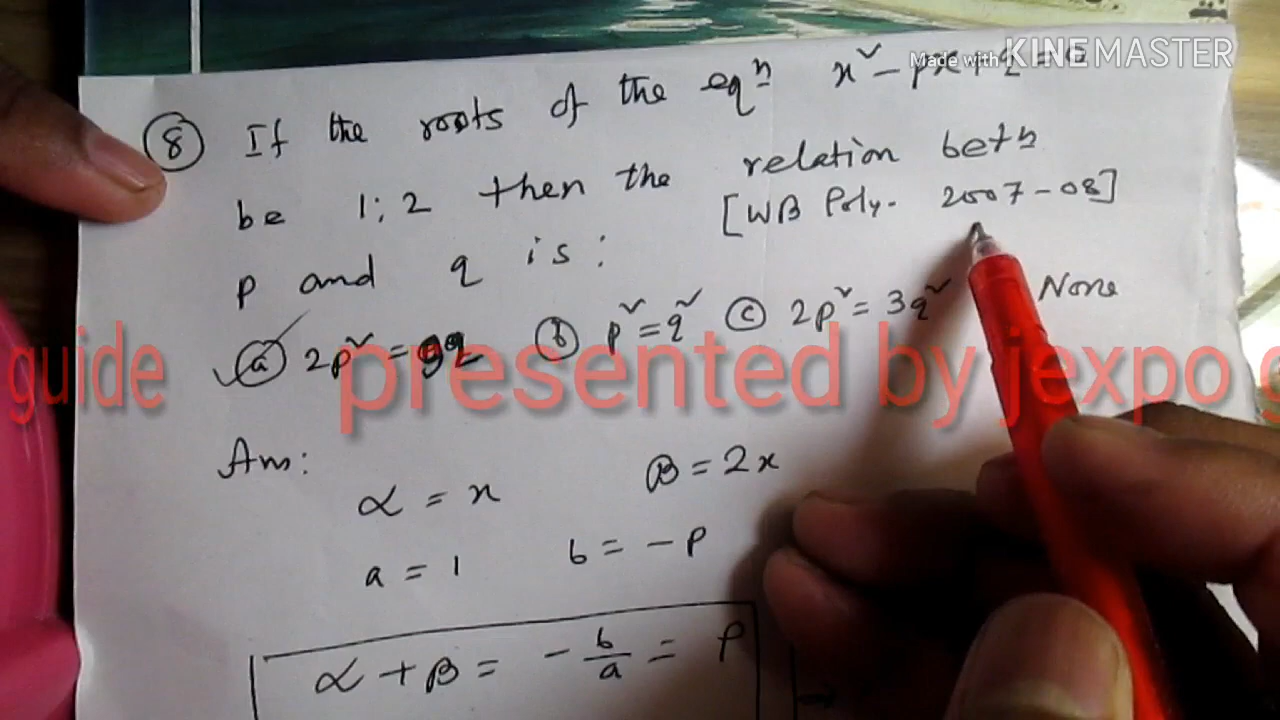 Made with KINEMASTER
⑧ If the roots of the eqⁿ x² - px + q = 0
be 1:2 then the relation betn
[WB Poly. 2007-08]
p and q is:
ⓐ 2p² = 9q ⓑ p² = q² ⓒ 2p² = 3q² None
guide presented by jexpo g
Ans:
α = x β = 2x
a = 1 b = -p
α + β = - b/a = p